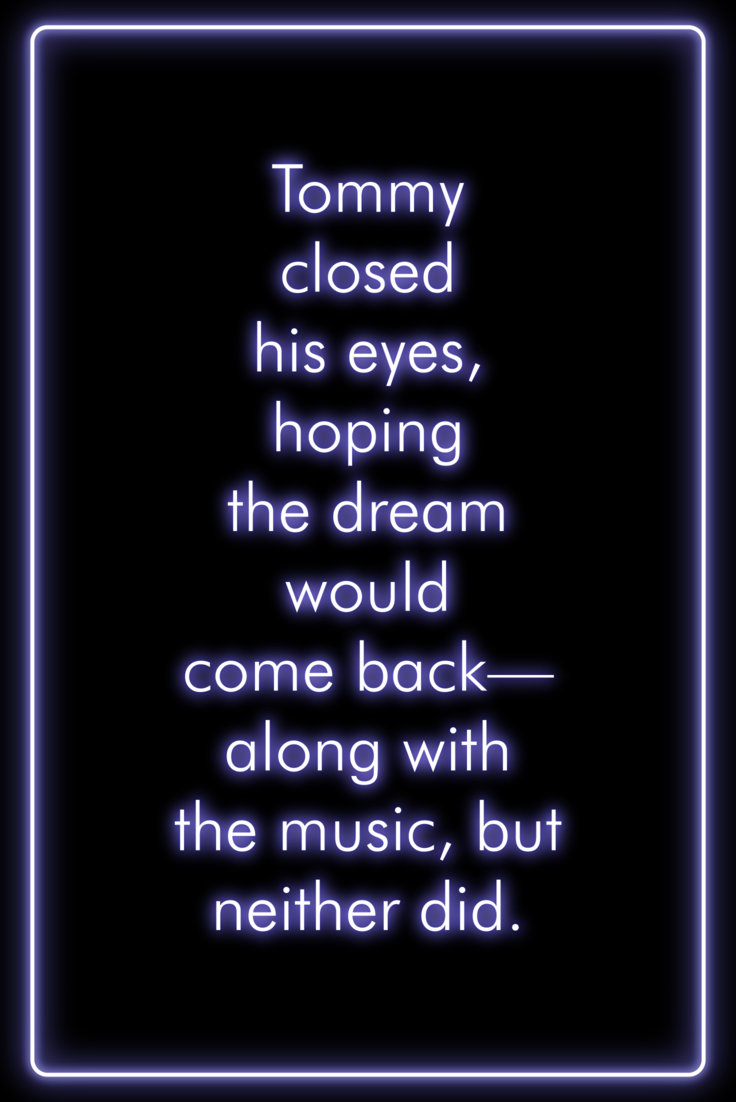 Tommy
closed
his eyes,
hoping
the dream
would
come back—
along with
the music, but
neither did.